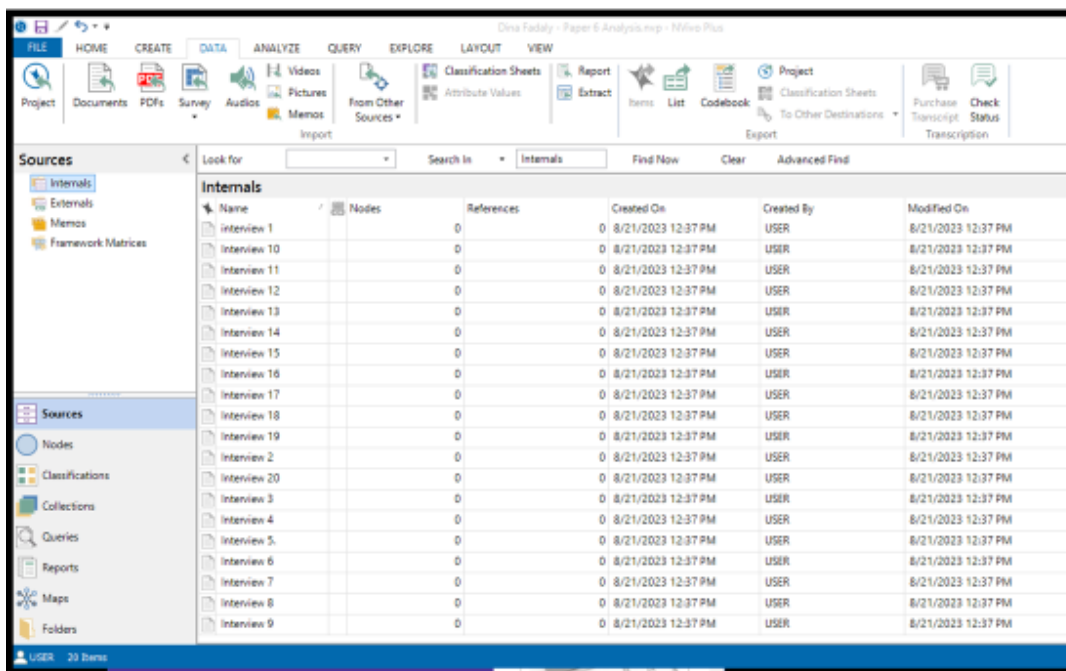 Dina Fadaly - Paper 6 Analysis.nvp - NVivo Plus
FILE HOME CREATE DATA ANALYZE QUERY EXPLORE LAYOUT VIEW
Project Documents PDFs Survey Audios Videos Pictures Memos From Other Sources Classification Sheets Attribute Values Report Extract Items List Codebook Project Classification Sheets To Other Destinations Purchase Transcript Check Status
Import Export Transcription
Sources Look for Search In Internals Find Now Clear Advanced Find
Internals
Externals
Memos
Framework Matrices
Internals
Name Nodes References Created On Created By Modified On
interview 1 0 0 8/21/2023 12:37 PM USER 8/21/2023 12:37 PM
Interview 10 0 0 8/21/2023 12:37 PM USER 8/21/2023 12:37 PM
Interview 11 0 0 8/21/2023 12:37 PM USER 8/21/2023 12:37 PM
Interview 12 0 0 8/21/2023 12:37 PM USER 8/21/2023 12:37 PM
Interview 13 0 0 8/21/2023 12:37 PM USER 8/21/2023 12:37 PM
Interview 14 0 0 8/21/2023 12:37 PM USER 8/21/2023 12:37 PM
Interview 15 0 0 8/21/2023 12:37 PM USER 8/21/2023 12:37 PM
Interview 16 0 0 8/21/2023 12:37 PM USER 8/21/2023 12:37 PM
Interview 17 0 0 8/21/2023 12:37 PM USER 8/21/2023 12:37 PM
Interview 18 0 0 8/21/2023 12:37 PM USER 8/21/2023 12:37 PM
Interview 19 0 0 8/21/2023 12:37 PM USER 8/21/2023 12:37 PM
Interview 2 0 0 8/21/2023 12:37 PM USER 8/21/2023 12:37 PM
Interview 20 0 0 8/21/2023 12:37 PM USER 8/21/2023 12:37 PM
Interview 3 0 0 8/21/2023 12:37 PM USER 8/21/2023 12:37 PM
Interview 4 0 0 8/21/2023 12:37 PM USER 8/21/2023 12:37 PM
Interview 5. 0 0 8/21/2023 12:37 PM USER 8/21/2023 12:37 PM
Interview 6 0 0 8/21/2023 12:37 PM USER 8/21/2023 12:37 PM
Interview 7 0 0 8/21/2023 12:37 PM USER 8/21/2023 12:37 PM
Interview 8 0 0 8/21/2023 12:37 PM USER 8/21/2023 12:37 PM
Interview 9 0 0 8/21/2023 12:37 PM USER 8/21/2023 12:37 PM
Sources
Nodes
Classifications
Collections
Queries
Reports
Maps
Folders
USER 20 Items